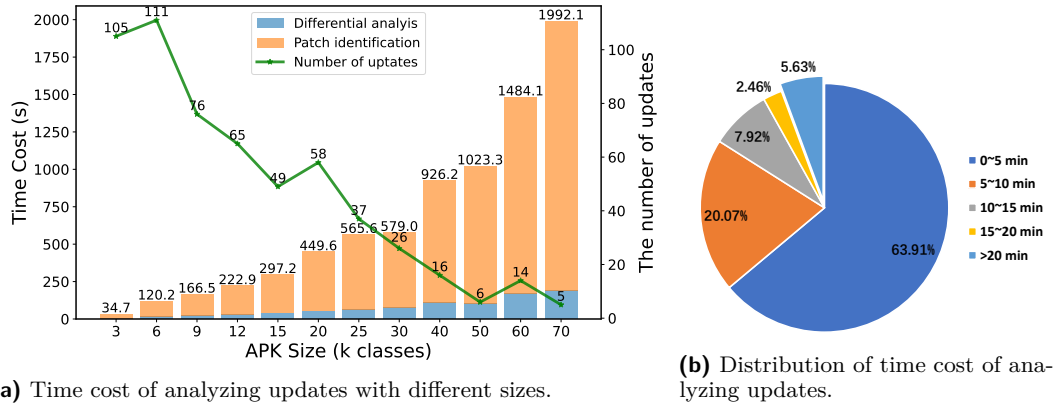 2000
1750
1500
1250
1000
750
500
250
0
Time Cost (s)
Differential analyis
Patch identification
Number of uptates
105
111
76
65
49
58
37
26
16
6
14
5
34.7
120.2
166.5
222.9
297.2
449.6
565.6
579.0
926.2
1023.3
1484.1
1992.1
100
80
60
40
20
0
The number of updates
3 6 9 12 15 20 25 30 40 50 60 70
APK Size (k classes)
a) Time cost of analyzing updates with different sizes.
5.63%
2.46%
7.92%
20.07%
63.91%
0~5 min
5~10 min
10~15 min
15~20 min
>20 min
(b) Distribution of time cost of ana-
lyzing updates.